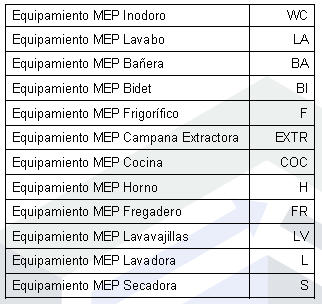 Equipamiento MEP Inodoro WC
Equipamiento MEP Lavabo LA
Equipamiento MEP Bañera BA
Equipamiento MEP Bidet BI
Equipamiento MEP Frigorífico F
Equipamiento MEP Campana Extractora EXTR
Equipamiento MEP Cocina COC
Equipamiento MEP Horno H
Equipamiento MEP Fregadero FR
Equipamiento MEP Lavavajillas LV
Equipamiento MEP Lavadora L
Equipamiento MEP Secadora S